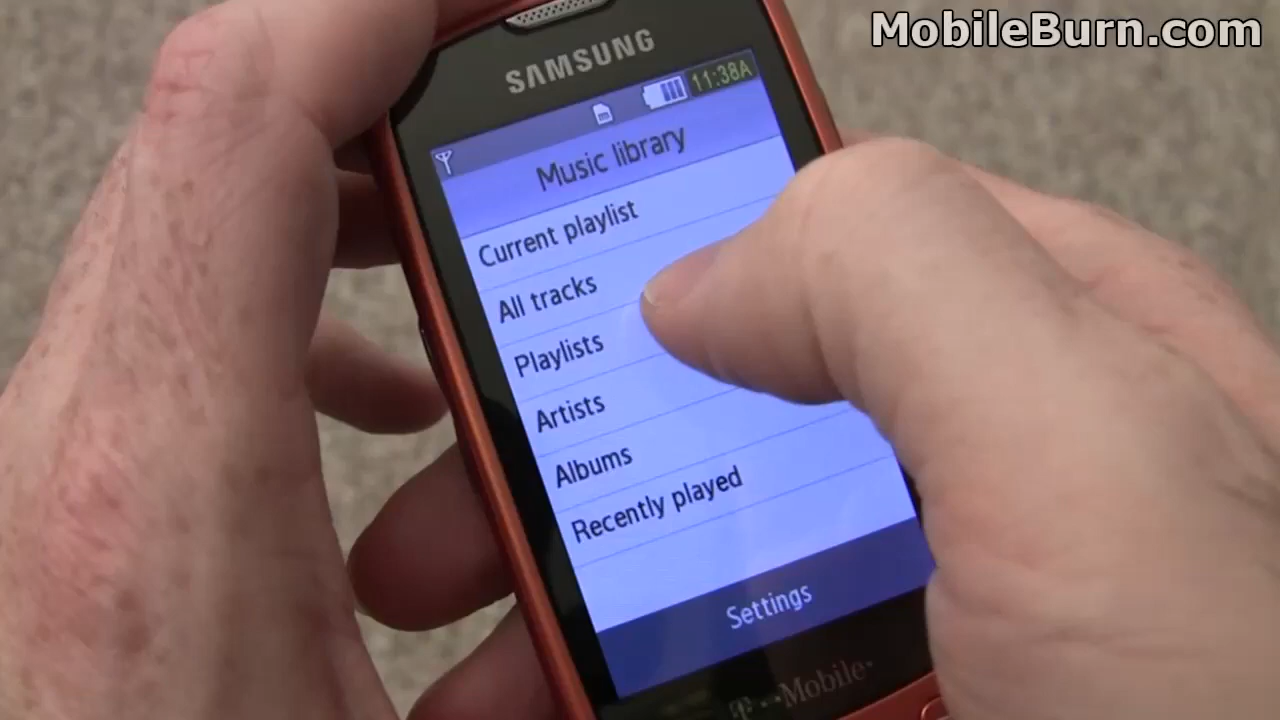 MobileBurn.com
SAMSUNG
11:38A
Music library
Current playlist
All tracks
Playlists
Artists
Albums
Recently played
Settings
T··Mobile·